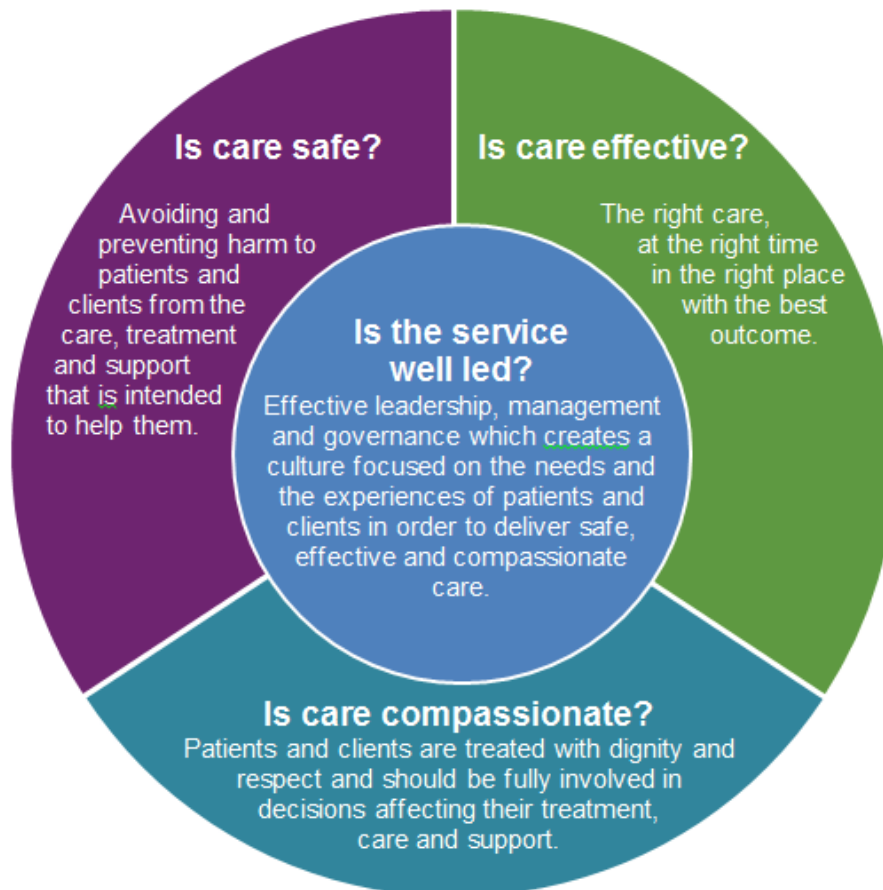 Is care safe?
Avoiding and
preventing harm to
patients and
clients from the
care, treatment
and support
that is intended
to help them.
Is care effective?
The right care,
at the right time
in the right place
with the best
outcome.
Is the service
well led?
Effective leadership, management
and governance which creates a
culture focused on the needs and
the experiences of patients and
clients in order to deliver safe,
effective and compassionate
care.
Is care compassionate?
Patients and clients are treated with dignity and
respect and should be fully involved in
decisions affecting their treatment,
care and support.